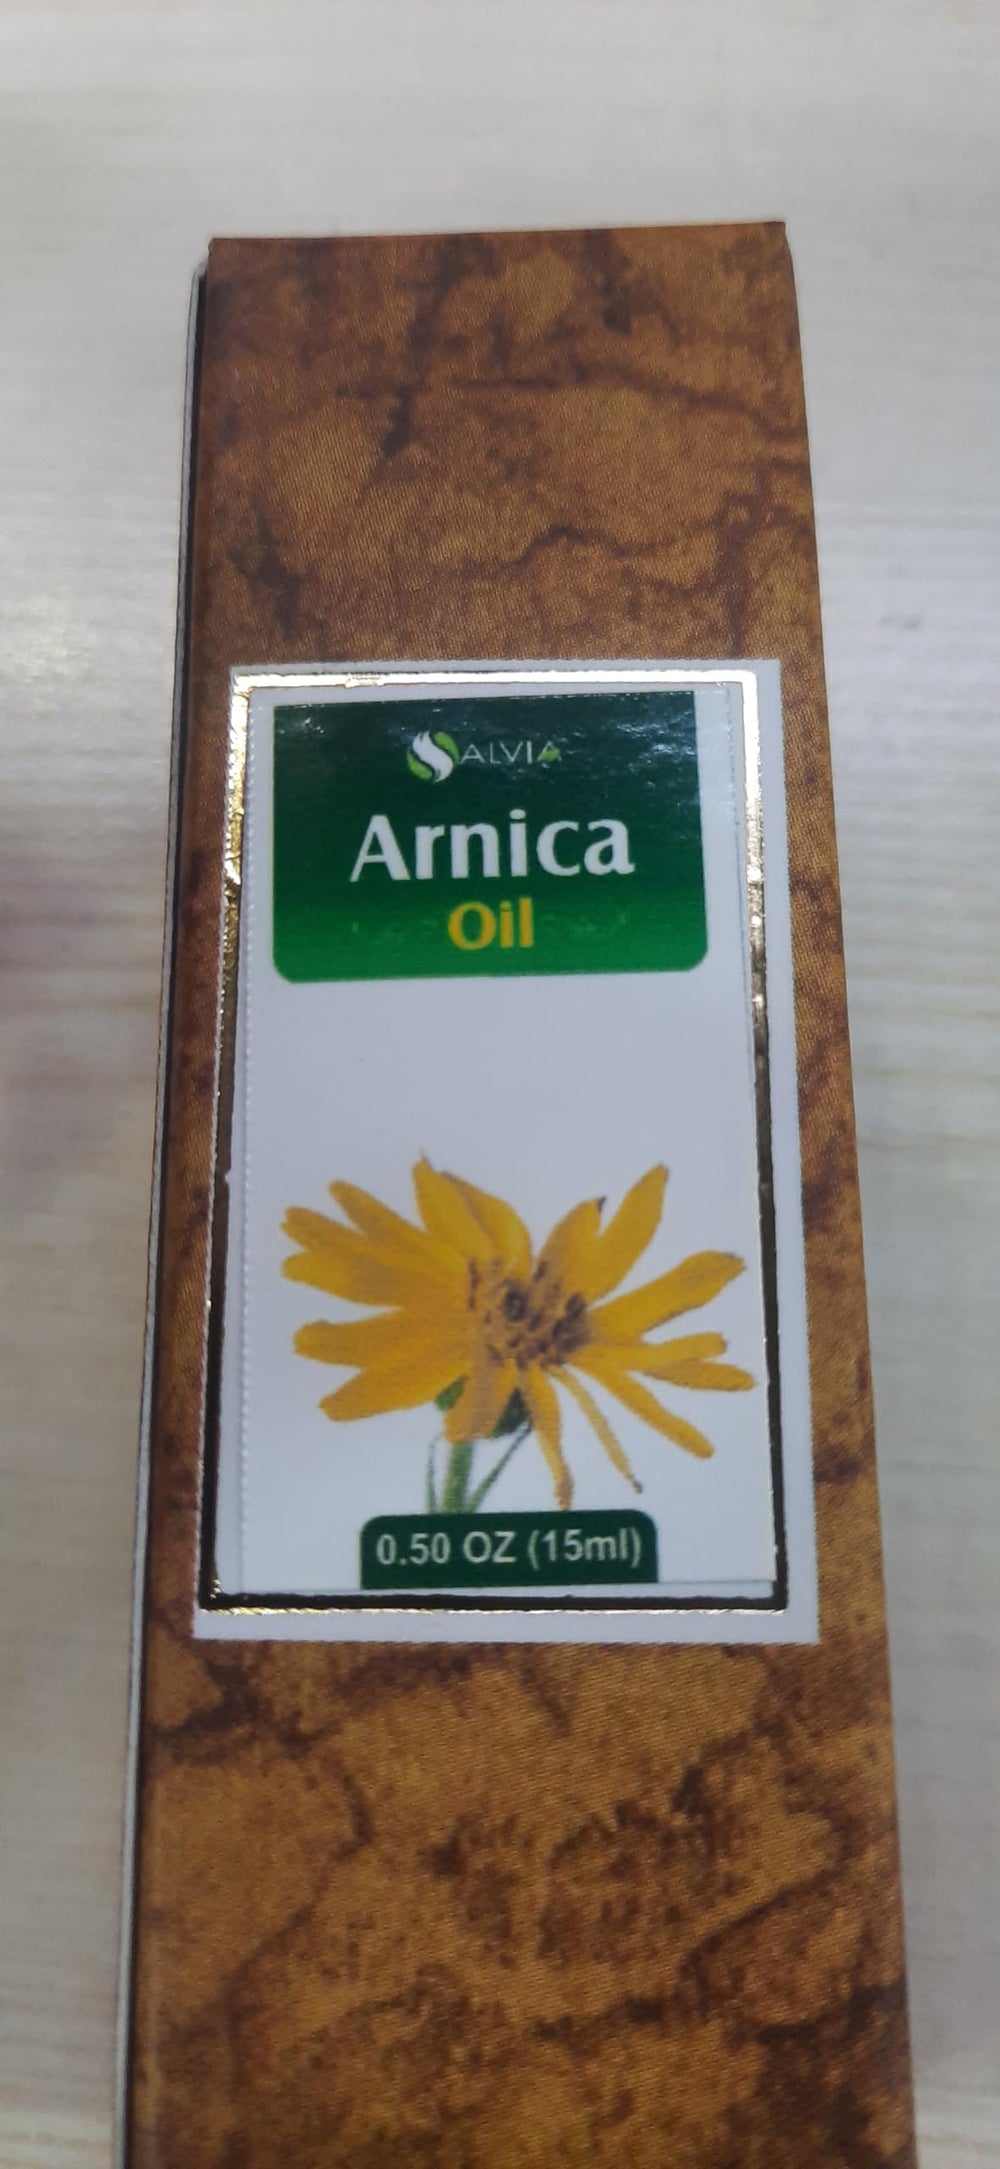 SALVIA
Arnica
Oil
0.50 OZ (15ml)